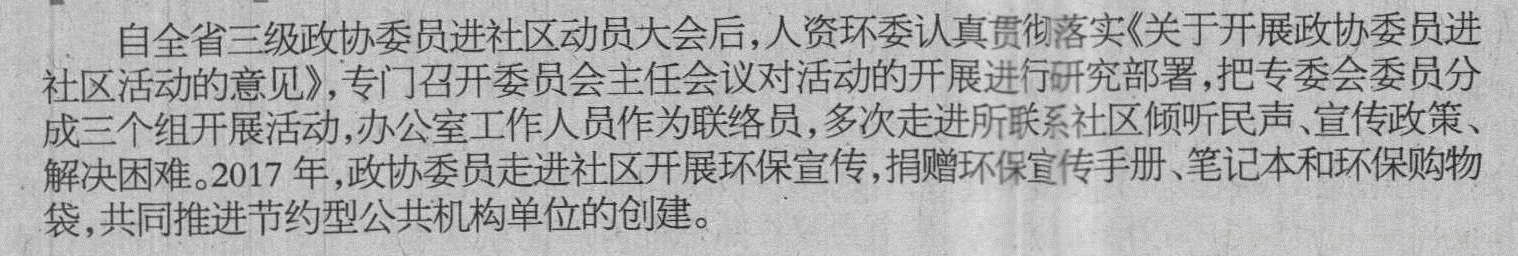 自全省三级政协委员进社区动员大会后,人资环委认真贯彻落实《关于开展政协委员进
社区活动的意见》,专门召开委员会主任会议对活动的开展进行研究部署,把专委会委员分
成三个组开展活动,办公室工作人员作为联络员,多次走进所联系社区倾听民声、宣传政策、
解决困难。2017年,政协委员走进社区开展环保宣传,捐赠环保宣传手册、笔记本和环保购物
袋,共同推进节约型公共机构单位的创建。